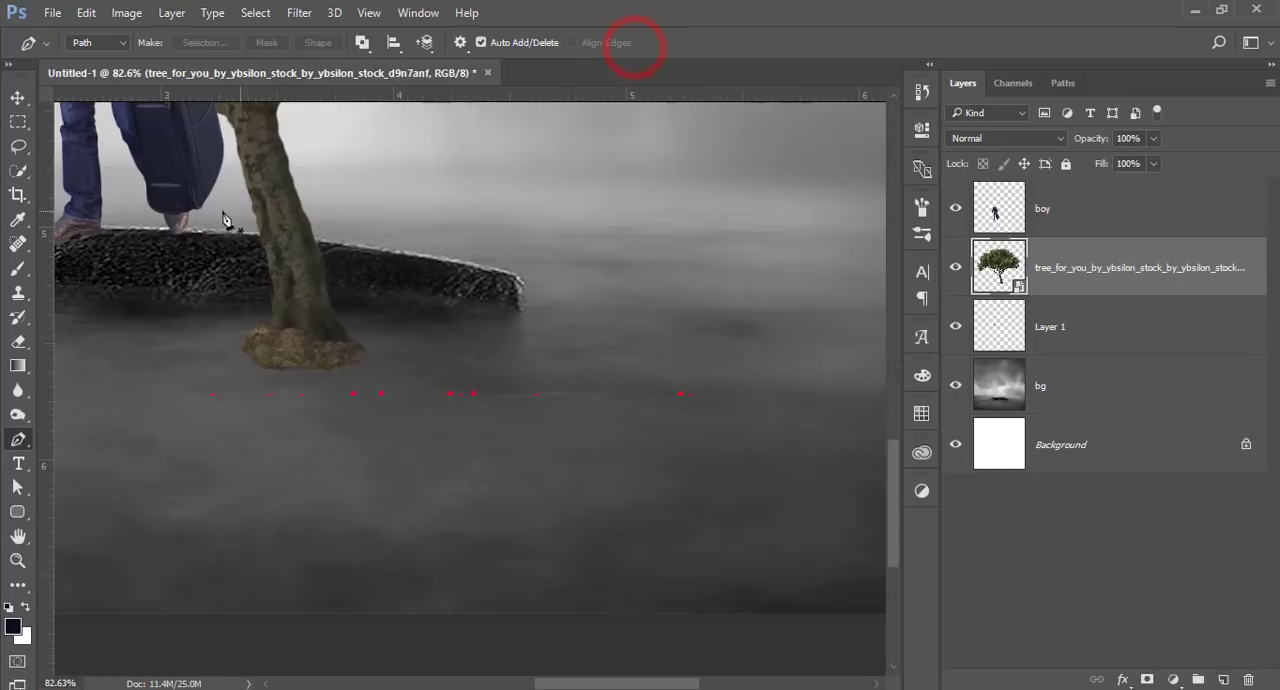 Ps File Edit Image Layer Type Select Filter 3D View Window Help
Path Make: Selection... Mask Shape Auto Add/Delete Align Edges
Untitled-1 @ 82.6% (tree_for_you_by_ybsilon_stock_by_ybsilon_stock_d9n7anf, RGB/8) * ×
3 4 5 6
5
6
Layers Channels Paths
Kind
Normal Opacity: 100%
Lock: Fill: 100%
boy
tree_for_you_by_ybsilon_stock_by_ybsilon_stock...
Layer 1
bg
Background
82.63% Doc: 11.4M/25.0M